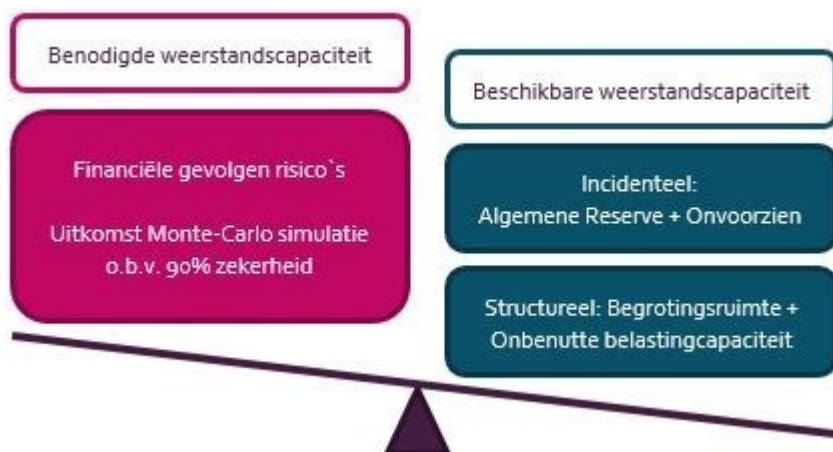 Benodigde weerstandscapaciteit
Financiële gevolgen risico`s
Uitkomst Monte-Carlo simulatie
o.b.v. 90% zekerheid
Beschikbare weerstandscapaciteit
Incidenteel:
Algemene Reserve + Onvoorzien
Structureel: Begrotingsruimte +
Onbenutte belastingcapaciteit